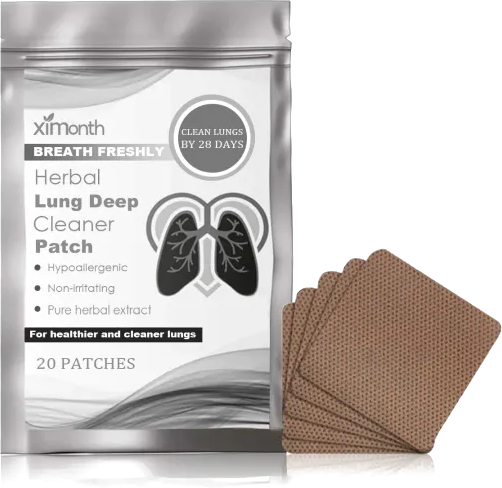 ximonth
BREATH FRESHLY
CLEAN LUNGS
BY 28 DAYS
Herbal
Lung Deep
Cleaner
Patch
Hypoallergenic
Non-irritating
Pure herbal extract
For healthier and cleaner lungs
20 PATCHES